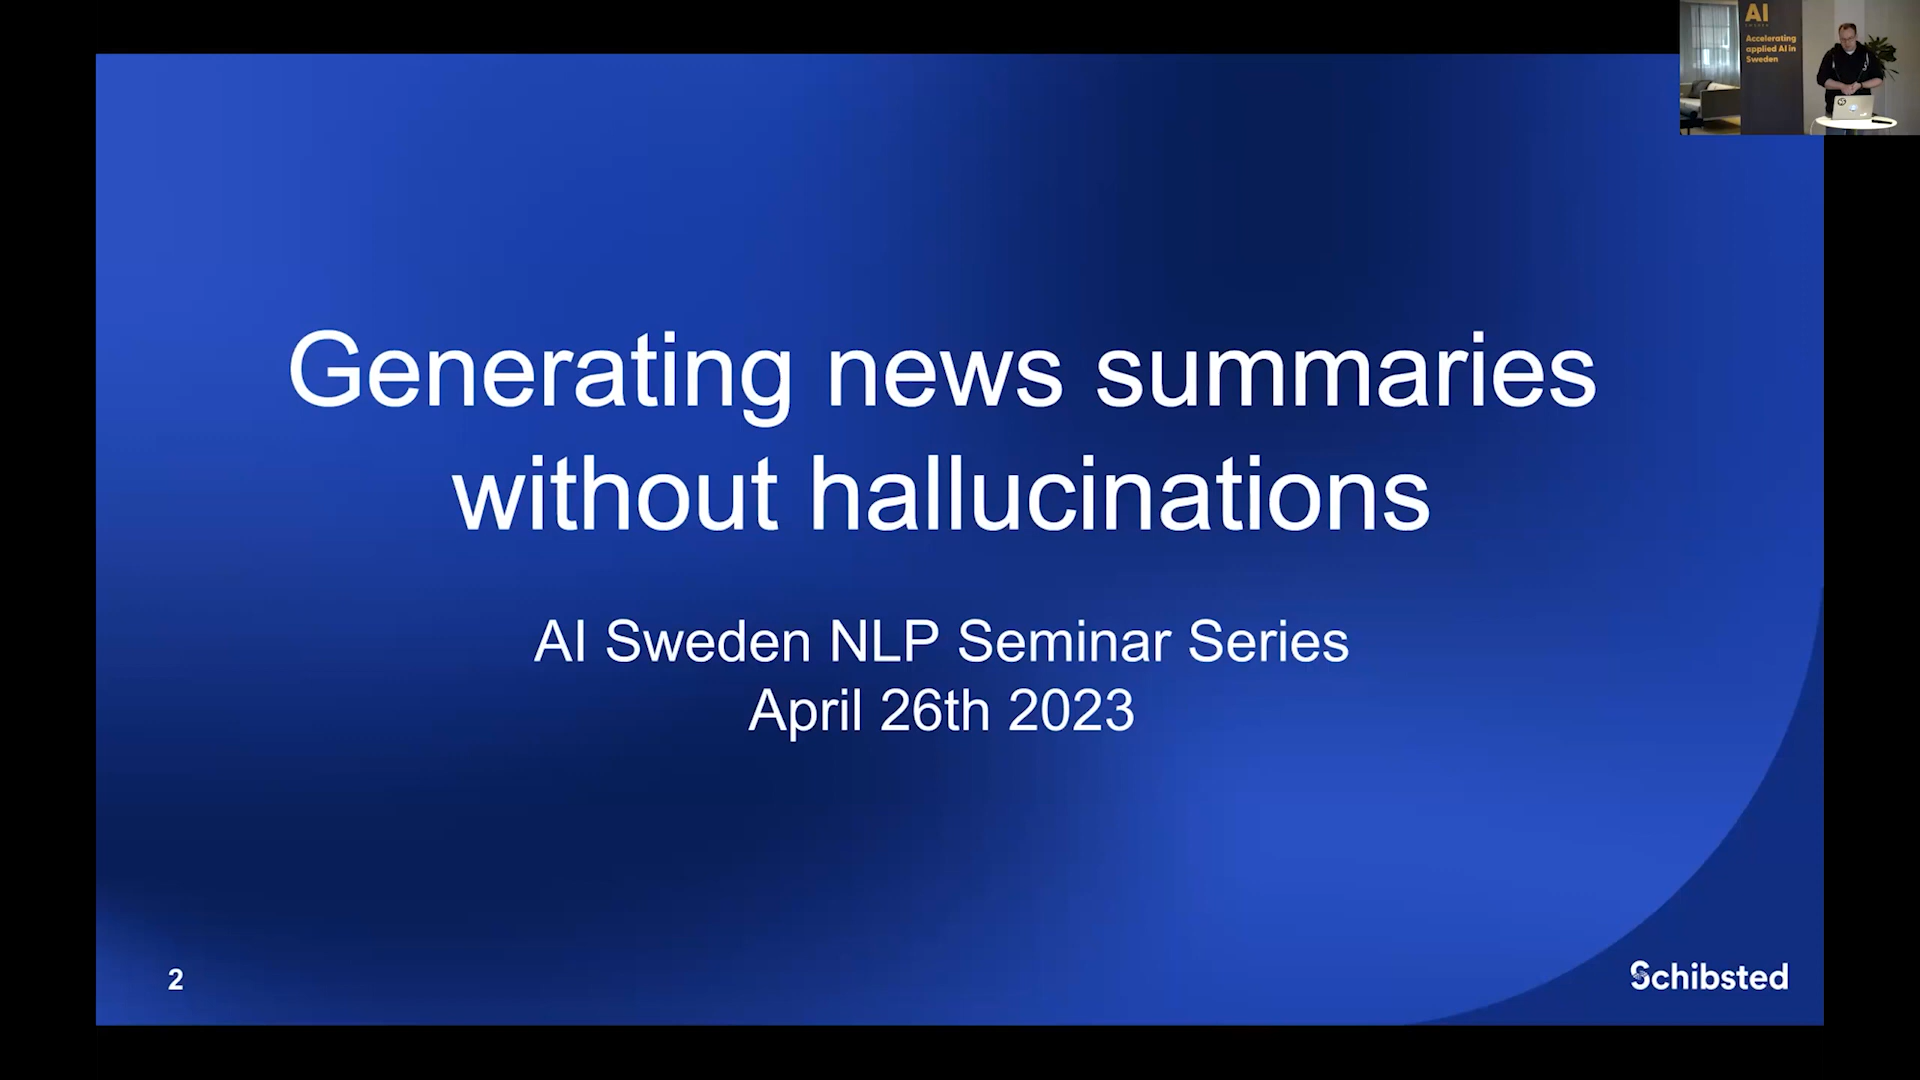 AI
Accelerating
applied AI in
Sweden
Generating news summaries
without hallucinations
AI Sweden NLP Seminar Series
April 26th 2023
2
Schibsted